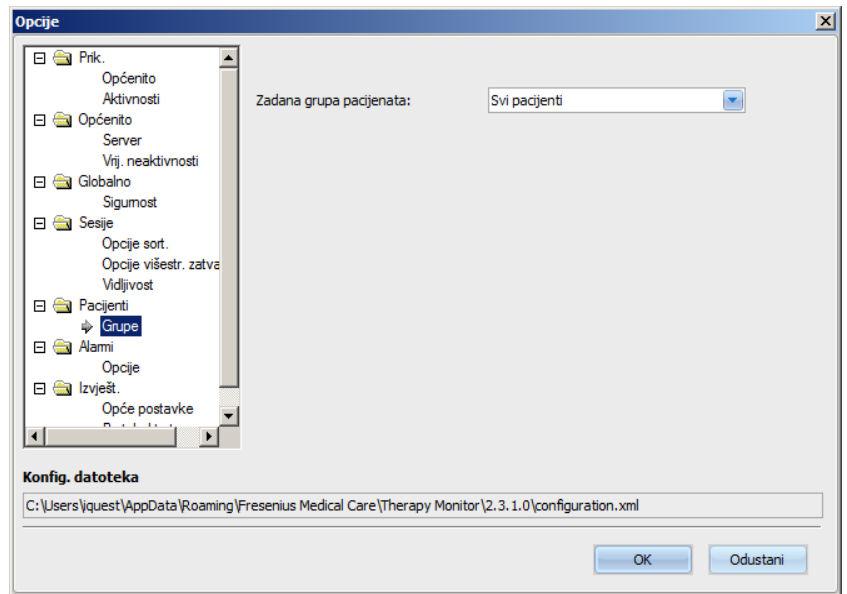 Opcije
Prik.
Općenito
Aktivnosti
Općenito
Server
Vrij. neaktivnosti
Globalno
Sigurnost
Sesije
Opcije sort.
Opcije višestr. zatva
Vidljivost
Pacijenti
Grupe
Alarmi
Opcije
Izvješt.
Opće postavke
Zadana grupa pacijenata:
Svi pacijenti
Konfig. datoteka
C:\Users\jquest\AppData\Roaming\Fresenius Medical Care\Therapy Monitor\2.3.1.0\configuration.xml
OK
Odustani